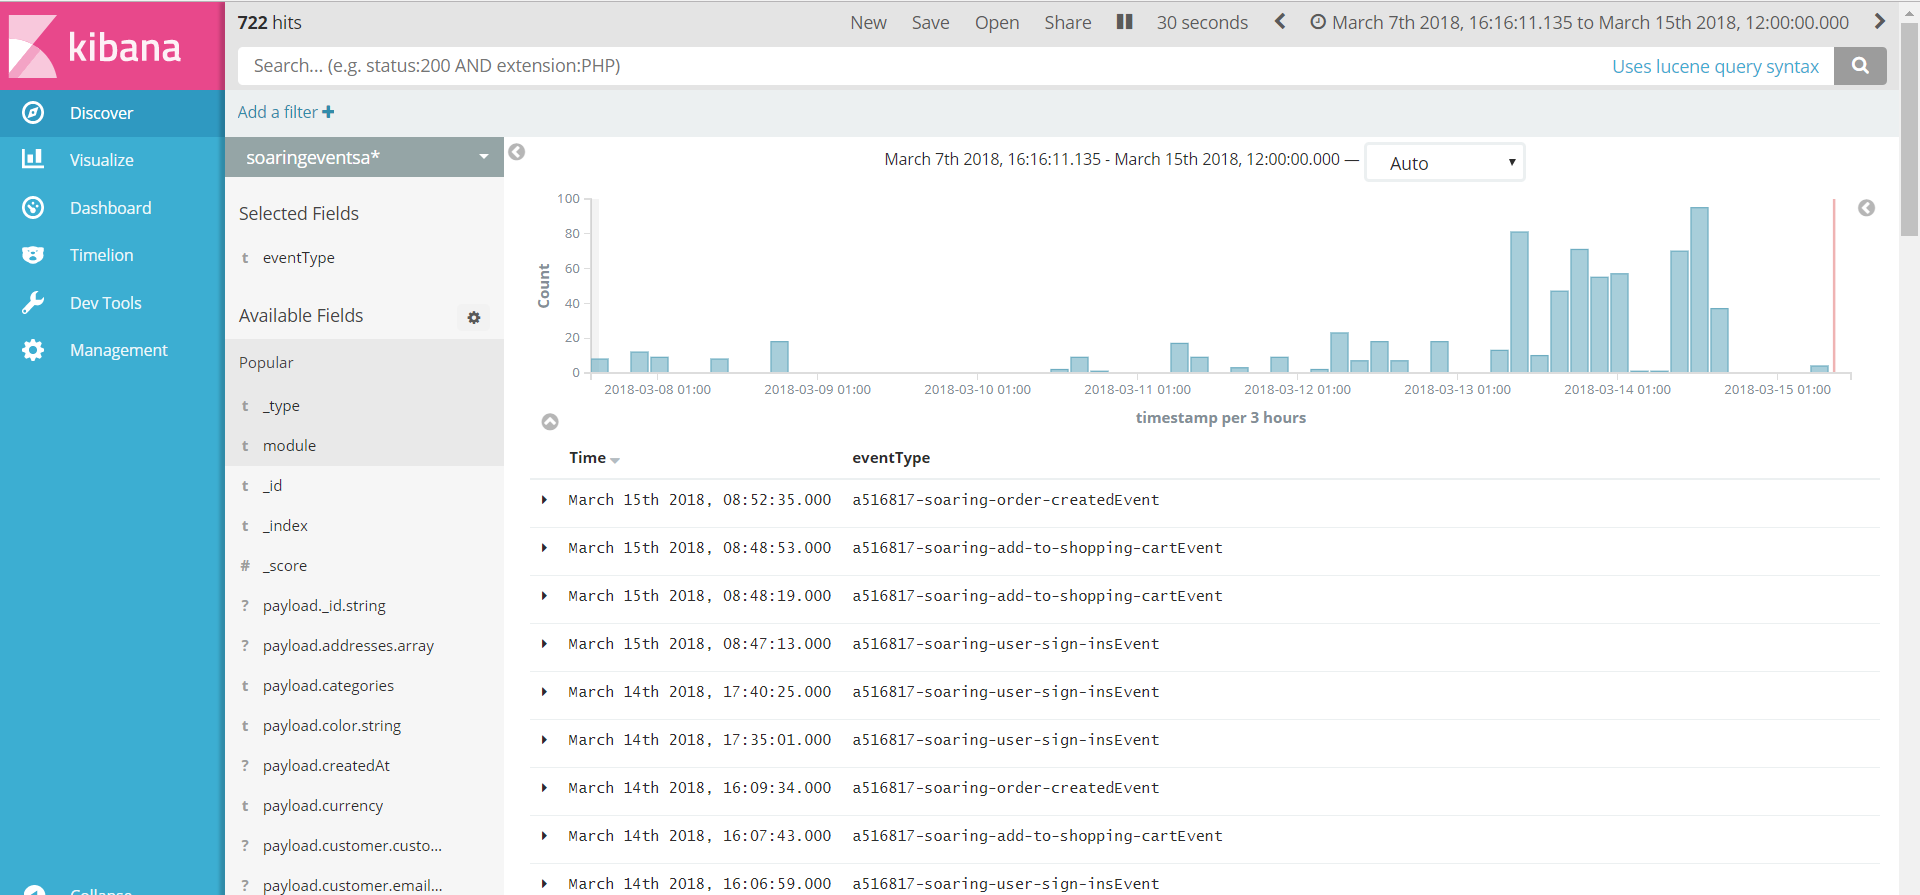 722 hits
New Save Open Share 30 seconds March 7th 2018, 16:16:11.135 to March 15th 2018, 12:00:00.000
kibana
Search... (e.g. status:200 AND extension:PHP)
Uses lucene query syntax
Add a filter +
Discover
Visualize
Dashboard
Timelion
Dev Tools
Management
soaringeventsa*
Selected Fields
t eventType
Available Fields
Popular
t _type
t module
t _id
t _index
# _score
? payload._id.string
? payload.addresses.array
t payload.categories
t payload.color.string
? payload.createdAt
t payload.currency
? payload.customer.custo...
? payload.customer.email...
March 7th 2018, 16:16:11.135 - March 15th 2018, 12:00:00.000 — Auto
Count
100
80
60
40
20
0
2018-03-08 01:00 2018-03-09 01:00 2018-03-10 01:00 2018-03-11 01:00 2018-03-12 01:00 2018-03-13 01:00 2018-03-14 01:00 2018-03-15 01:00
timestamp per 3 hours
Time eventType
March 15th 2018, 08:52:35.000 a516817-soaring-order-createdEvent
March 15th 2018, 08:48:53.000 a516817-soaring-add-to-shopping-cartEvent
March 15th 2018, 08:48:19.000 a516817-soaring-add-to-shopping-cartEvent
March 15th 2018, 08:47:13.000 a516817-soaring-user-sign-insEvent
March 14th 2018, 17:40:25.000 a516817-soaring-user-sign-insEvent
March 14th 2018, 17:35:01.000 a516817-soaring-user-sign-insEvent
March 14th 2018, 16:09:34.000 a516817-soaring-order-createdEvent
March 14th 2018, 16:07:43.000 a516817-soaring-add-to-shopping-cartEvent
March 14th 2018, 16:06:59.000 a516817-soaring-user-sign-insEvent
Collapse